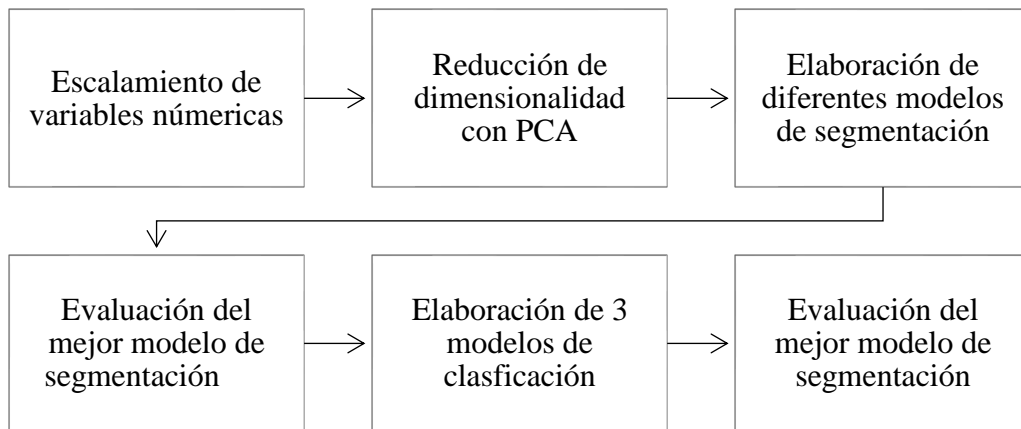 Escalamiento de
variables númericas
Reducción de
dimensionalidad
con PCA
Elaboración de
diferentes modelos
de segmentación
Evaluación del
mejor modelo de
segmentación
Elaboración de 3
modelos de
clasficación
Evaluación del
mejor modelo de
segmentación